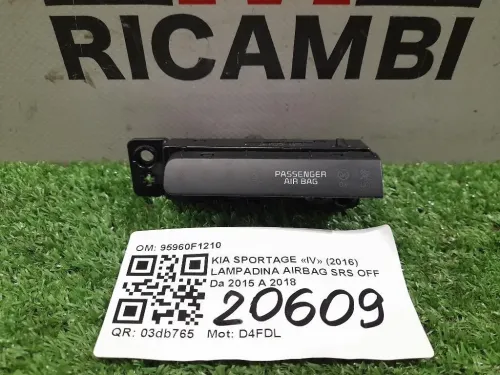 RICAMBI
PASSENGER
AIR BAG
OM: 95960F1210
KIA SPORTAGE «IV» (2016)
LAMPADINA AIRBAG SRS OFF
Da 2015 A 2018
20609
QR: 03db765 Mot: D4FDL